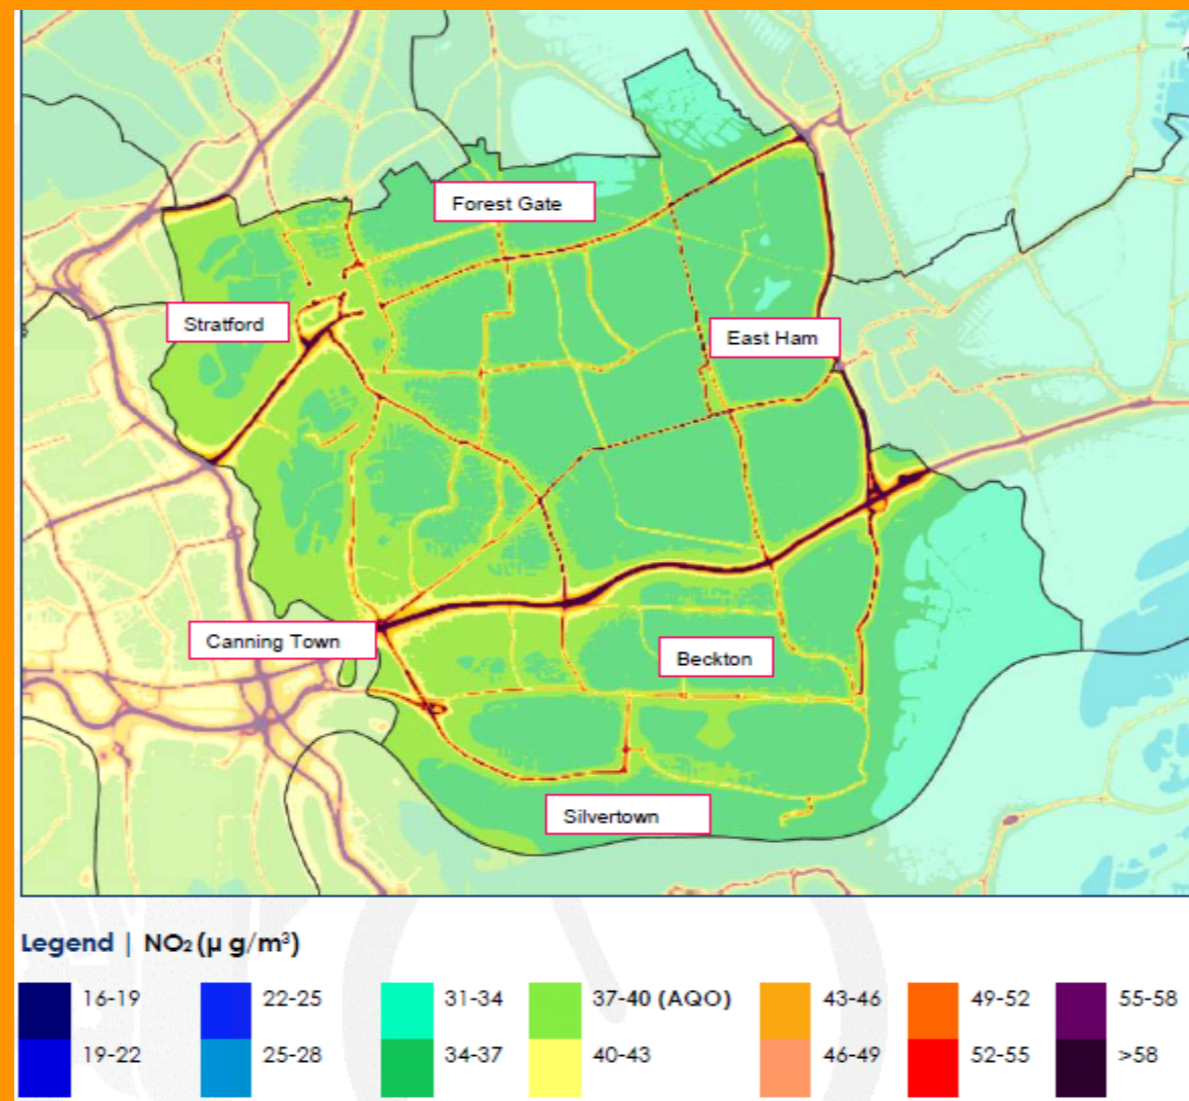 Forest Gate
Stratford
East Ham
Canning Town
Beckton
Silvertown
Legend | NO₂ (µ g/m³)
16-19 22-25 31-34 37-40 (AQO) 43-46 49-52 55-58
19-22 25-28 34-37 40-43 46-49 52-55 >58